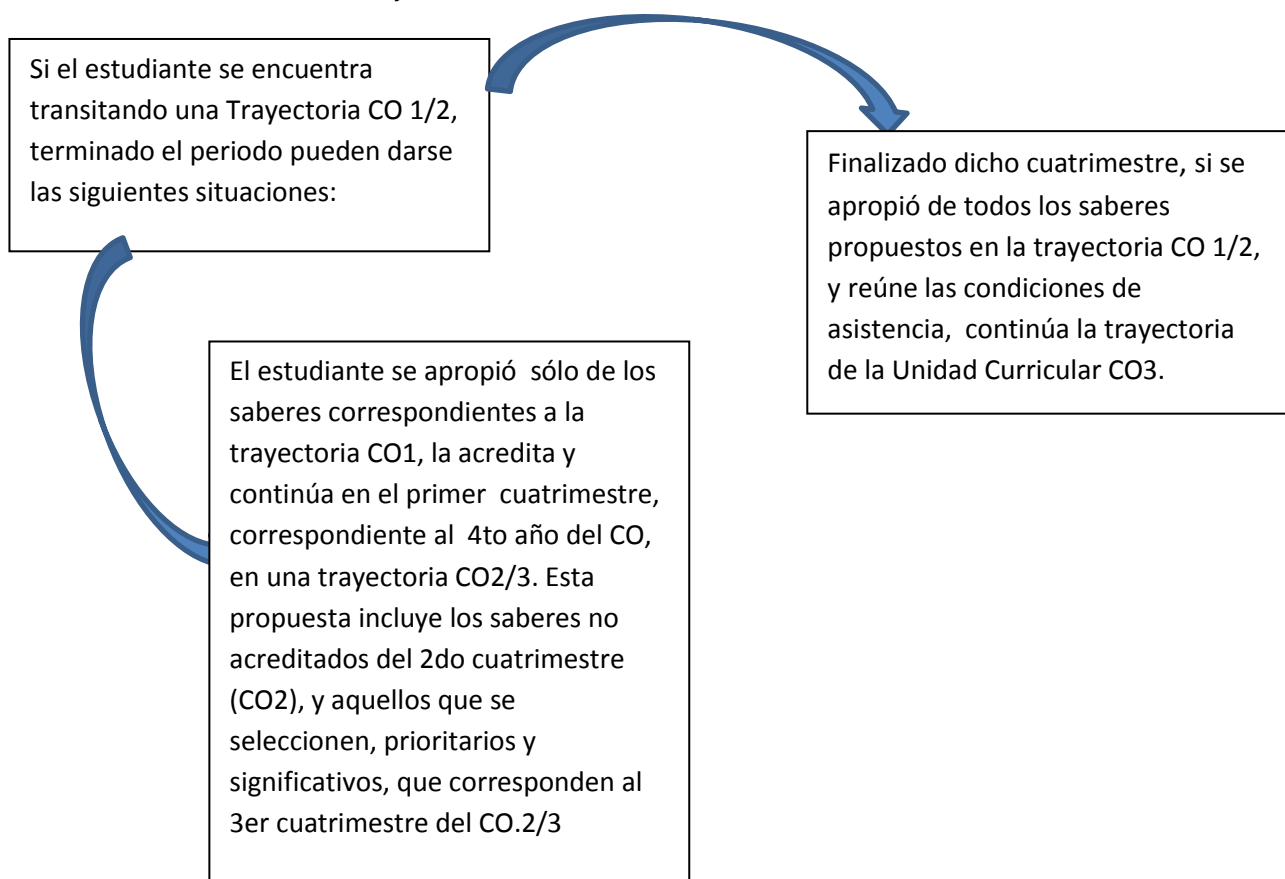 Si el estudiante se encuentra
transitando una Trayectoria CO 1/2,
terminado el periodo pueden darse
las siguientes situaciones:
Finalizado dicho cuatrimestre, si se
apropió de todos los saberes
propuestos en la trayectoria CO 1/2,
y reúne las condiciones de
asistencia, continúa la trayectoria
de la Unidad Curricular CO3.
El estudiante se apropió sólo de los
saberes correspondientes a la
trayectoria CO1, la acredita y
continúa en el primer cuatrimestre,
correspondiente al 4to año del CO,
en una trayectoria CO2/3. Esta
propuesta incluye los saberes no
acreditados del 2do cuatrimestre
(CO2), y aquellos que se
seleccionen, prioritarios y
significativos, que corresponden al
3er cuatrimestre del CO.2/3